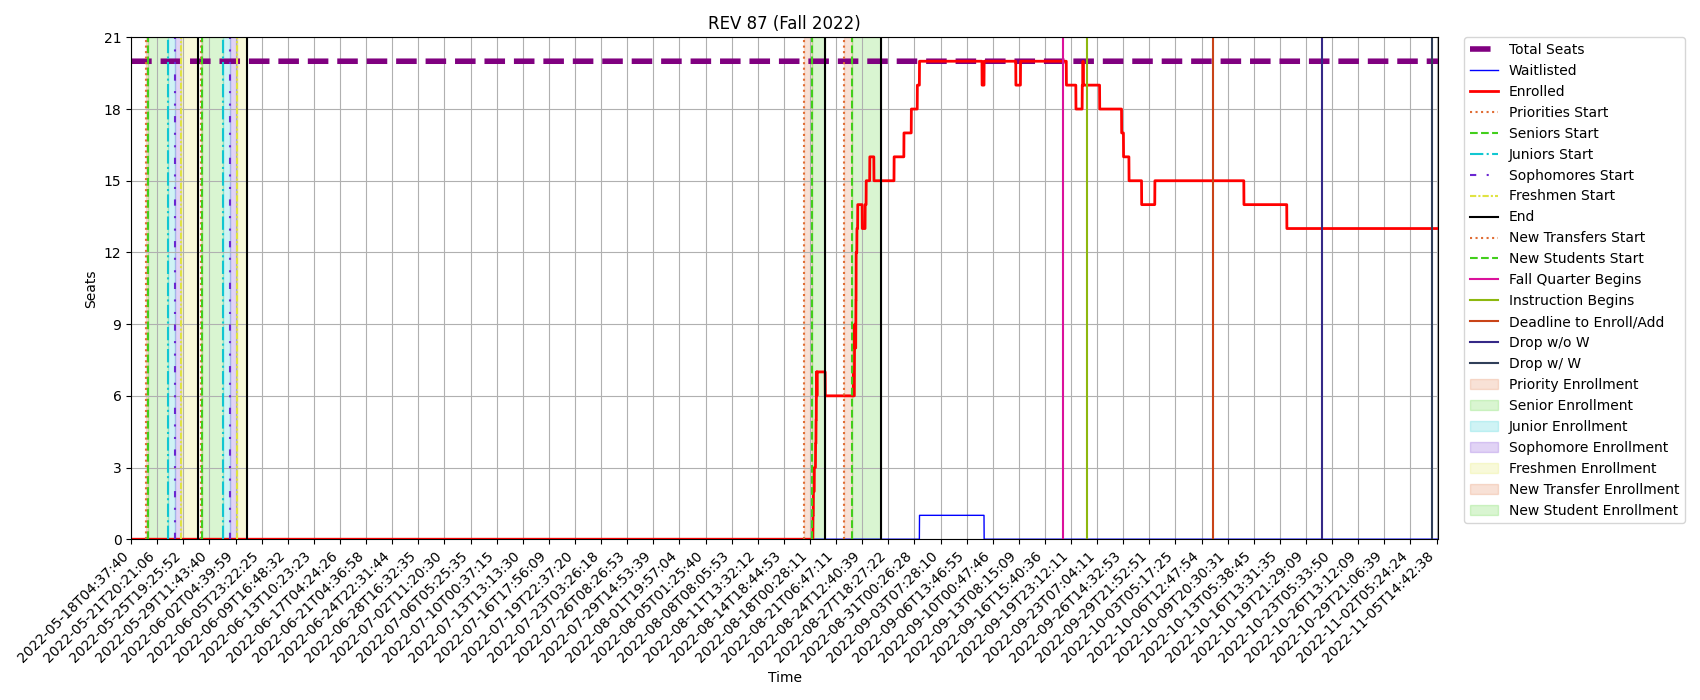 REV 87 (Fall 2022)
Seats
21
18
15
12
9
6
3
0
2022-05-18T04:37:40
2022-05-21T20:21:06
2022-05-25T19:25:52
2022-05-29T11:43:40
2022-06-02T04:39:59
2022-06-05T23:22:25
2022-06-09T16:48:32
2022-06-13T10:23:23
2022-06-17T04:24:26
2022-06-21T04:36:58
2022-06-24T22:31:44
2022-06-28T16:32:35
2022-07-02T11:20:30
2022-07-06T05:25:35
2022-07-10T00:37:15
2022-07-13T13:13:30
2022-07-16T17:56:09
2022-07-19T22:37:20
2022-07-23T03:26:18
2022-07-26T08:26:53
2022-07-29T14:53:39
2022-08-01T19:57:04
2022-08-05T01:25:40
2022-08-08T08:05:53
2022-08-11T13:32:12
2022-08-14T18:44:53
2022-08-18T00:28:11
2022-08-21T06:47:11
2022-08-24T12:40:39
2022-08-27T18:27:22
2022-08-31T00:26:28
2022-09-03T07:28:10
2022-09-06T13:46:55
2022-09-10T00:47:46
2022-09-13T08:15:09
2022-09-16T15:40:36
2022-09-19T23:12:11
2022-09-23T07:04:11
2022-09-26T14:32:53
2022-09-29T21:52:51
2022-10-03T05:17:25
2022-10-06T12:47:54
2022-10-09T20:30:31
2022-10-13T05:38:45
2022-10-16T13:31:35
2022-10-19T21:29:09
2022-10-23T05:33:50
2022-10-26T13:12:09
2022-10-29T21:06:39
2022-11-02T05:24:24
2022-11-05T14:42:38
Time
Total Seats
Waitlisted
Enrolled
Priorities Start
Seniors Start
Juniors Start
Sophomores Start
Freshmen Start
End
New Transfers Start
New Students Start
Fall Quarter Begins
Instruction Begins
Deadline to Enroll/Add
Drop w/o W
Drop w/ W
Priority Enrollment
Senior Enrollment
Junior Enrollment
Sophomore Enrollment
Freshmen Enrollment
New Transfer Enrollment
New Student Enrollment